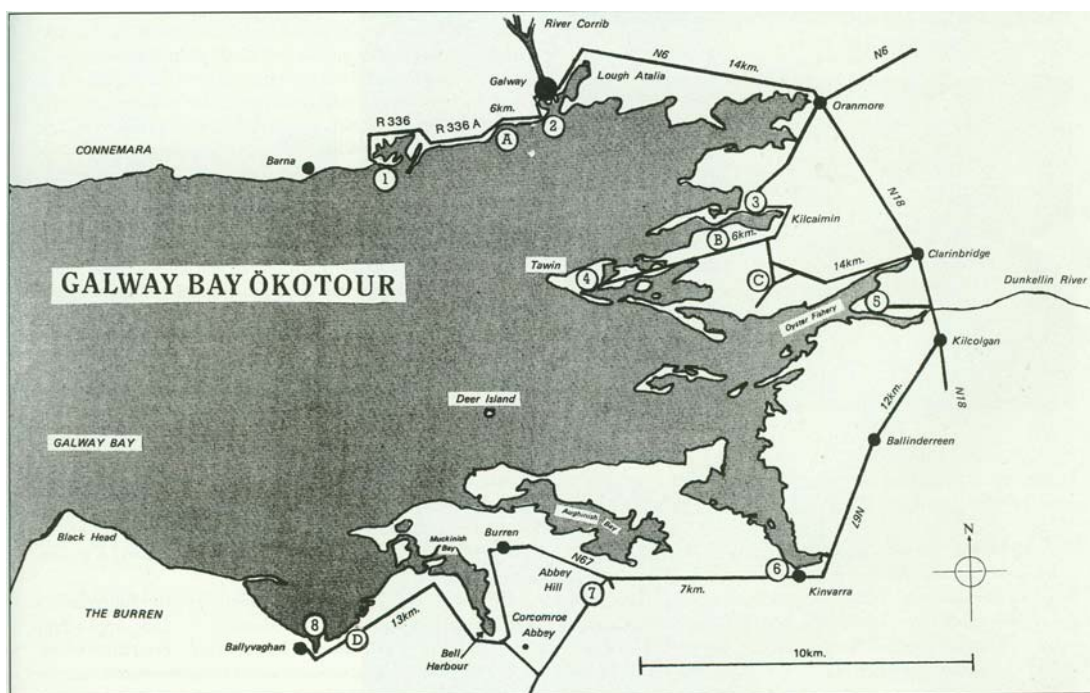 River Corrib
N6
14km.
N6
Lough Atalia
Galway
6km.
Oranmore
R 336
R 336 A
2
A
CONNEMARA
Barna
1
3
N18
Kilcaimin
B
6km.
Clarinbridge
Tawin
4
14km.
C
GALWAY BAY ÖKOTOUR
Dunkellin River
5
Oyster Fishery
Kilcolgan
N18
12km.
Deer Island
Ballinderreen
GALWAY BAY
N67
Aughinish Bay
Black Head
Muckinish Bay
Burren
N67
N
Abbey Hill
6
7
7km.
Kinvarra
THE BURREN
13km.
Corcomroe Abbey
8
D
Ballyvaghan
Bell Harbour
10km.